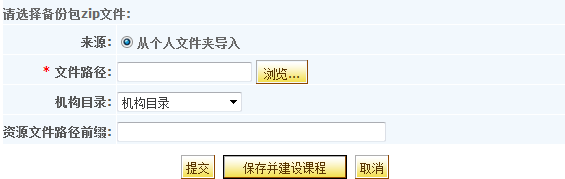 请选择备份包zip文件:
来源: 从个人文件夹导入
* 文件路径: 浏览...
机构目录: 机构目录
资源文件路径前缀:
提交 保存并建设课程 取消